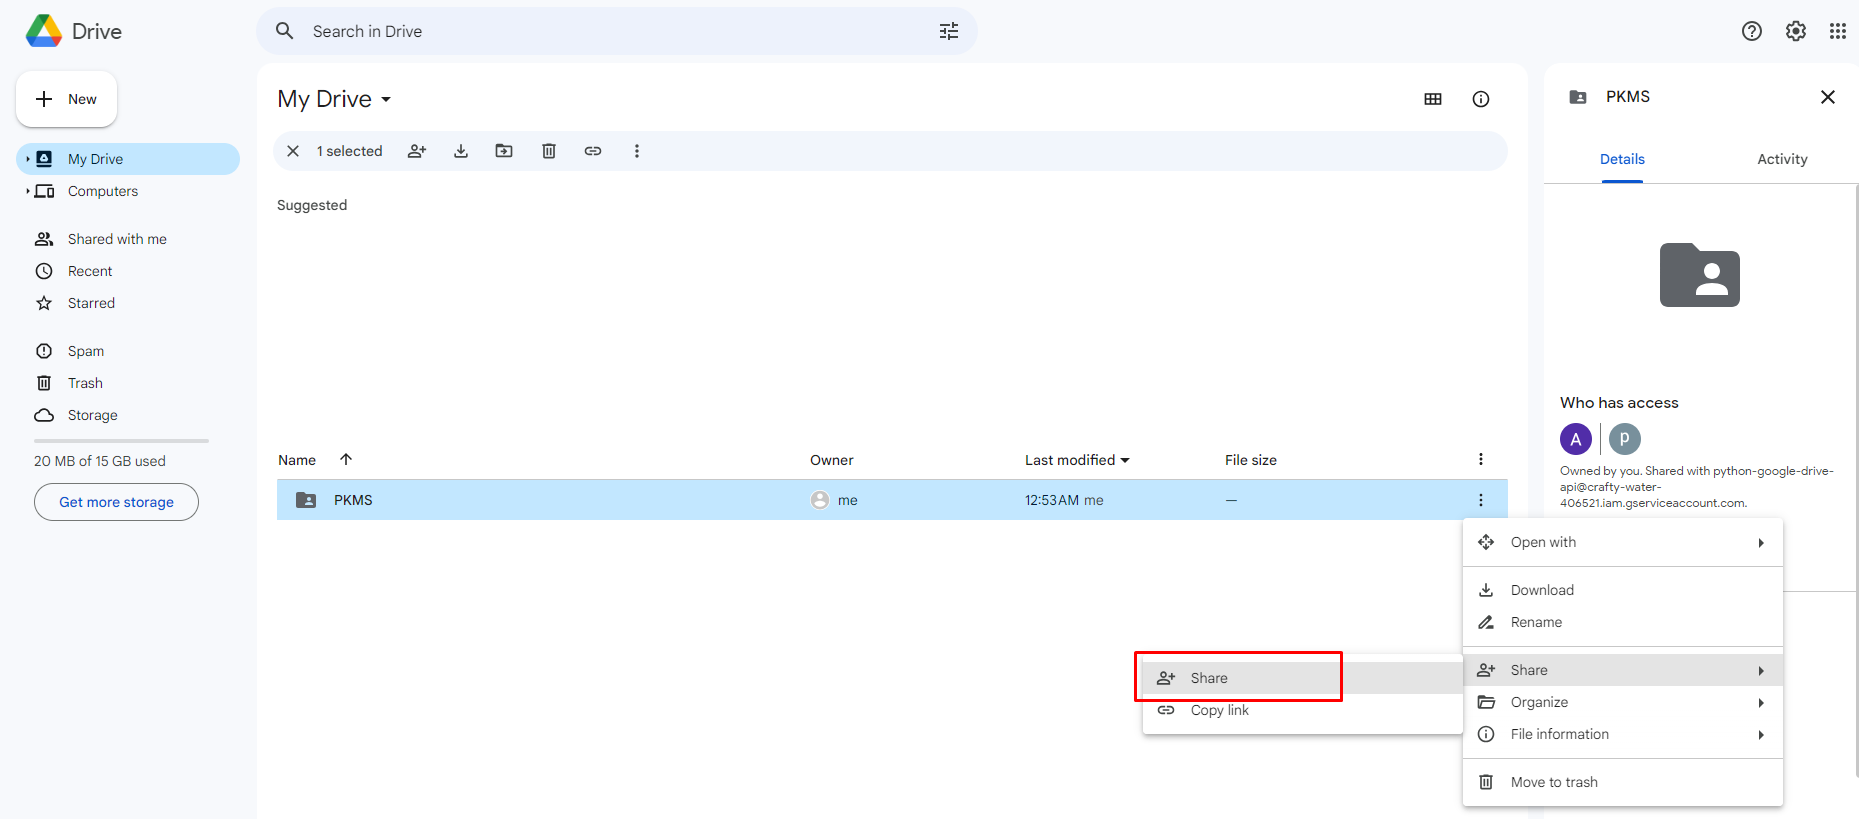 Drive
Search in Drive
New
My Drive
Computers
Shared with me
Recent
Starred
Spam
Trash
Storage
20 MB of 15 GB used
Get more storage
My Drive
1 selected
Suggested
Name Owner Last modified File size
PKMS me 12:53 AM me —
PKMS
Details Activity
Who has access
A p
Owned by you. Shared with python-google-drive-
api@crafty-water-
406521.iam.gserviceaccount.com.
Open with
Download
Rename
Share
Organize
File information
Move to trash
Share
Copy link